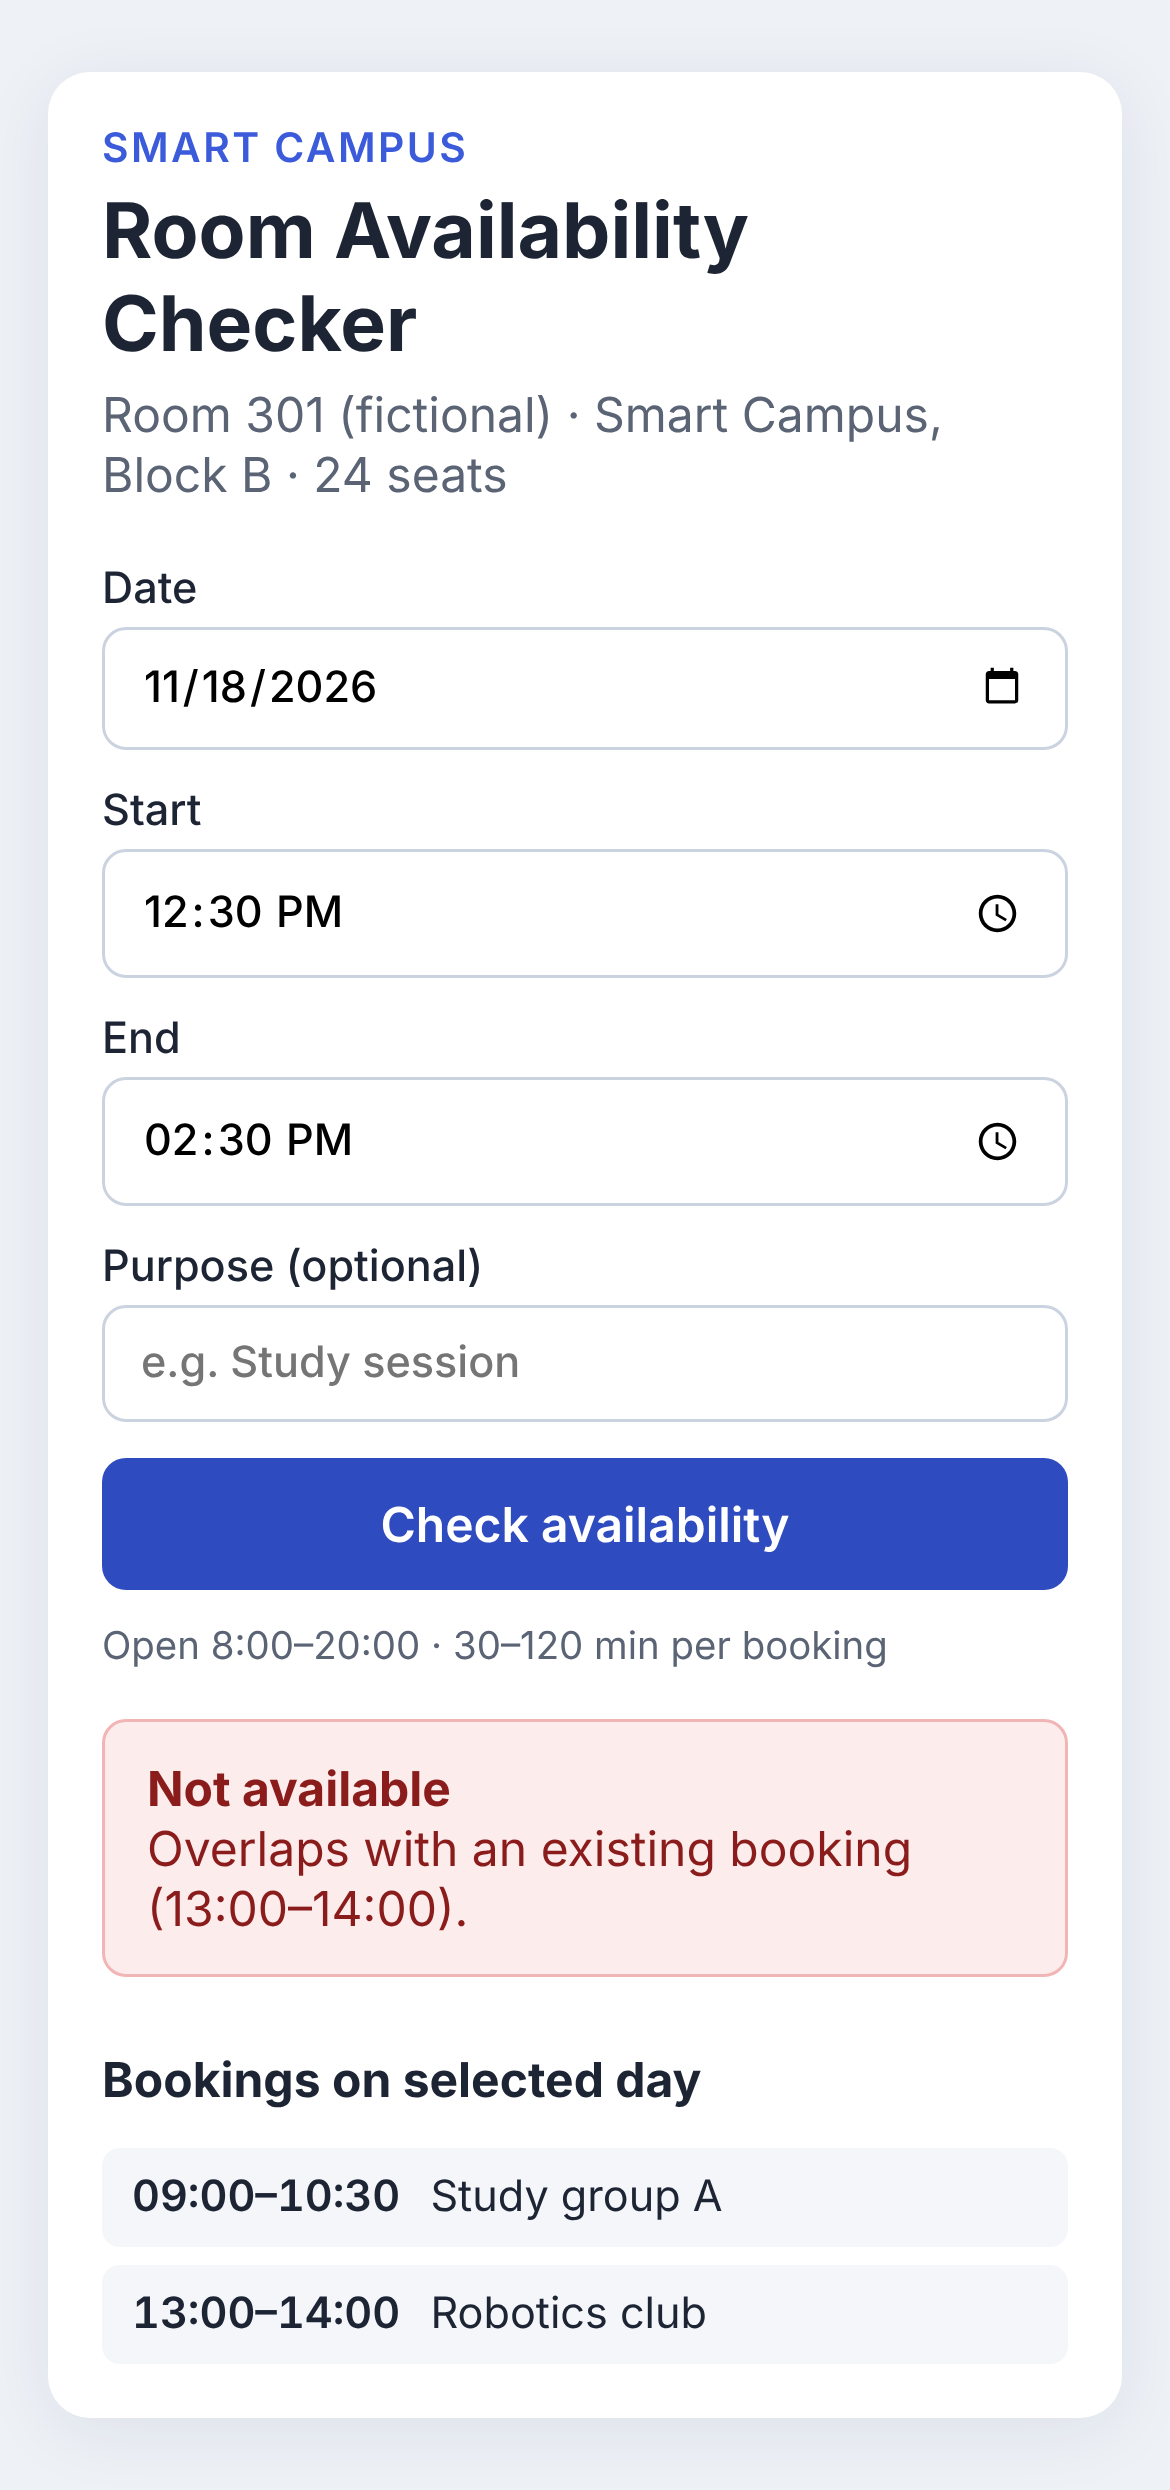 SMART CAMPUS
Room Availability
Checker
Room 301 (fictional) · Smart Campus,
Block B · 24 seats
Date
11/18/2026
Start
12:30 PM
End
02:30 PM
Purpose (optional)
e.g. Study session
Check availability
Open 8:00–20:00 · 30–120 min per booking
Not available
Overlaps with an existing booking
(13:00–14:00).
Bookings on selected day
09:00–10:30 Study group A
13:00–14:00 Robotics club